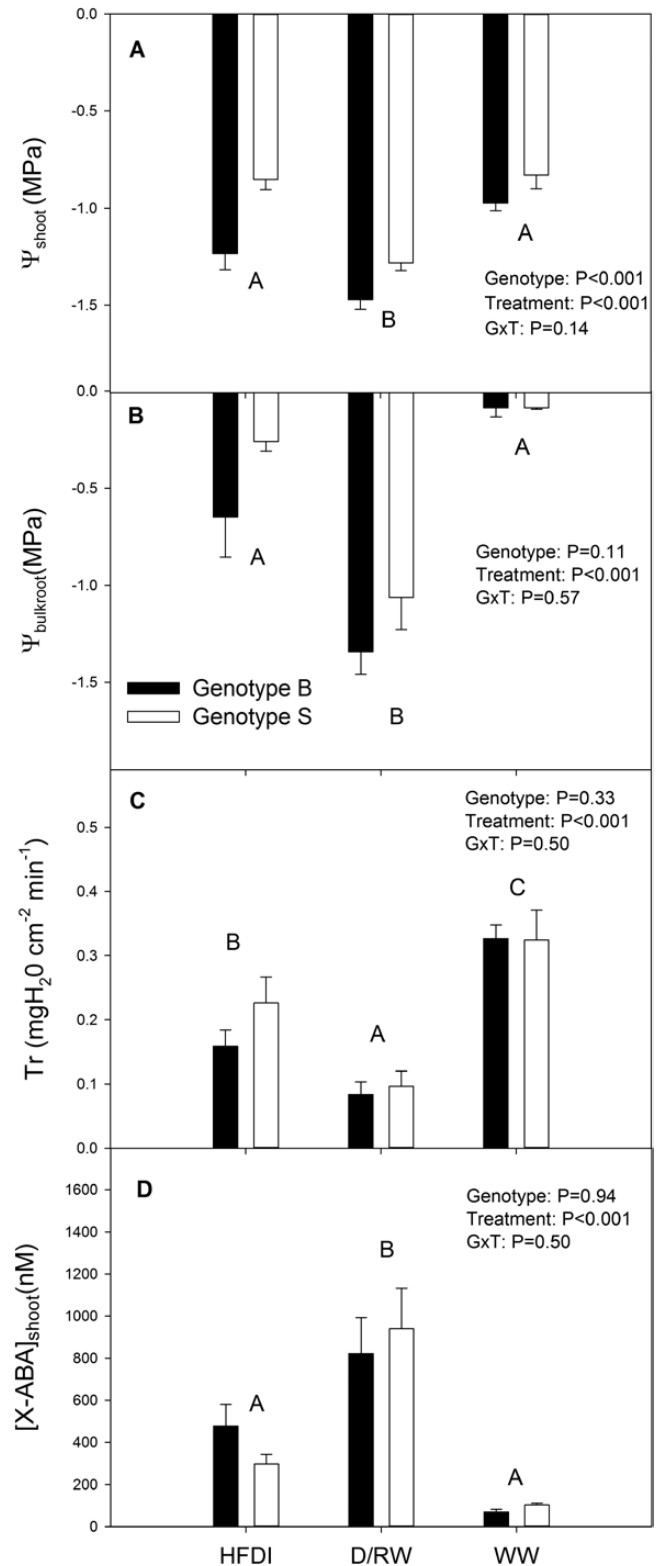 A
0.0
-0.5
-1.0
-1.5
Ψshoot (MPa)
A
B
A
Genotype: P<0.001
Treatment: P<0.001
GxT: P=0.14
B
0.0
-0.5
-1.0
-1.5
Ψbulkroot(MPa)
A
B
A
Genotype: P=0.11
Treatment: P<0.001
GxT: P=0.57
Genotype B
Genotype S
C
0.5
0.4
0.3
0.2
0.1
0.0
Tr (mgH₂0 cm⁻² min⁻¹)
B
A
C
Genotype: P=0.33
Treatment: P<0.001
GxT: P=0.50
D
1600
1400
1200
1000
800
600
400
200
0
[X-ABA]shoot(nM)
A
B
A
Genotype: P=0.94
Treatment: P<0.001
GxT: P=0.50
HFDI D/RW WW